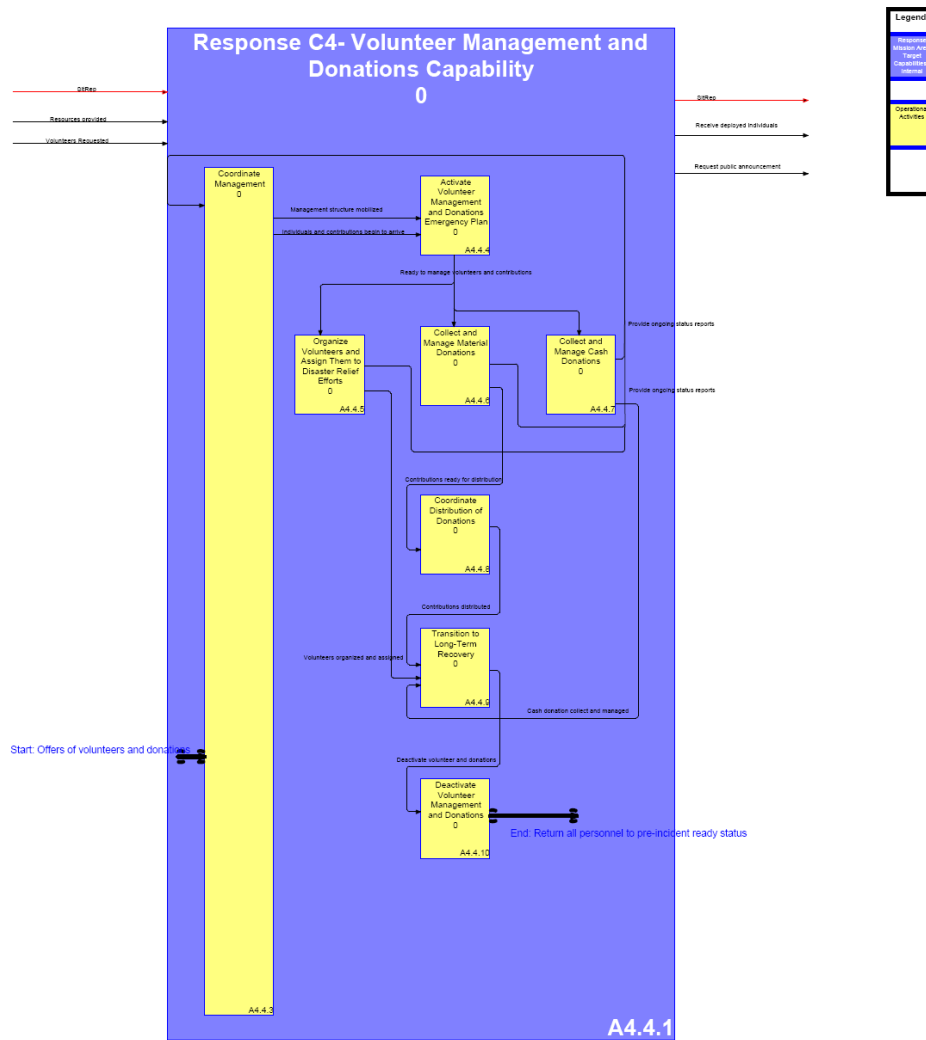 Response C4- Volunteer Management and
Donations Capability
0
Legend
Response
Mission Area
Target
Capabilities-
Internal
Operational
Activities
SitRep
Resources provided
Volunteers Requested
SitRep
Receive deployed individuals
Request public announcement
Coordinate
Management
0
A4.4.3
Activate
Volunteer
Management
and Donations
Emergency Plan
0
A4.4.4
Management structure mobilized
Individuals and contributions begin to arrive
Ready to manage volunteers and contributions
Organize
Volunteers and
Assign Them to
Disaster Relief
Efforts
0
A4.4.5
Collect and
Manage Material
Donations
0
A4.4.6
Collect and
Manage Cash
Donations
0
A4.4.7
Provide ongoing status reports
Provide ongoing status reports
Contributions ready for distribution
Coordinate
Distribution of
Donations
0
A4.4.8
Contributions distributed
Transition to
Long-Term
Recovery
0
A4.4.9
Volunteers organized and assigned
Cash donation collect and managed
Start: Offers of volunteers and donations
Deactivate volunteer and donations
Deactivate
Volunteer
Management
and Donations
0
A4.4.10
End: Return all personnel to pre-incident ready status
A4.4.1